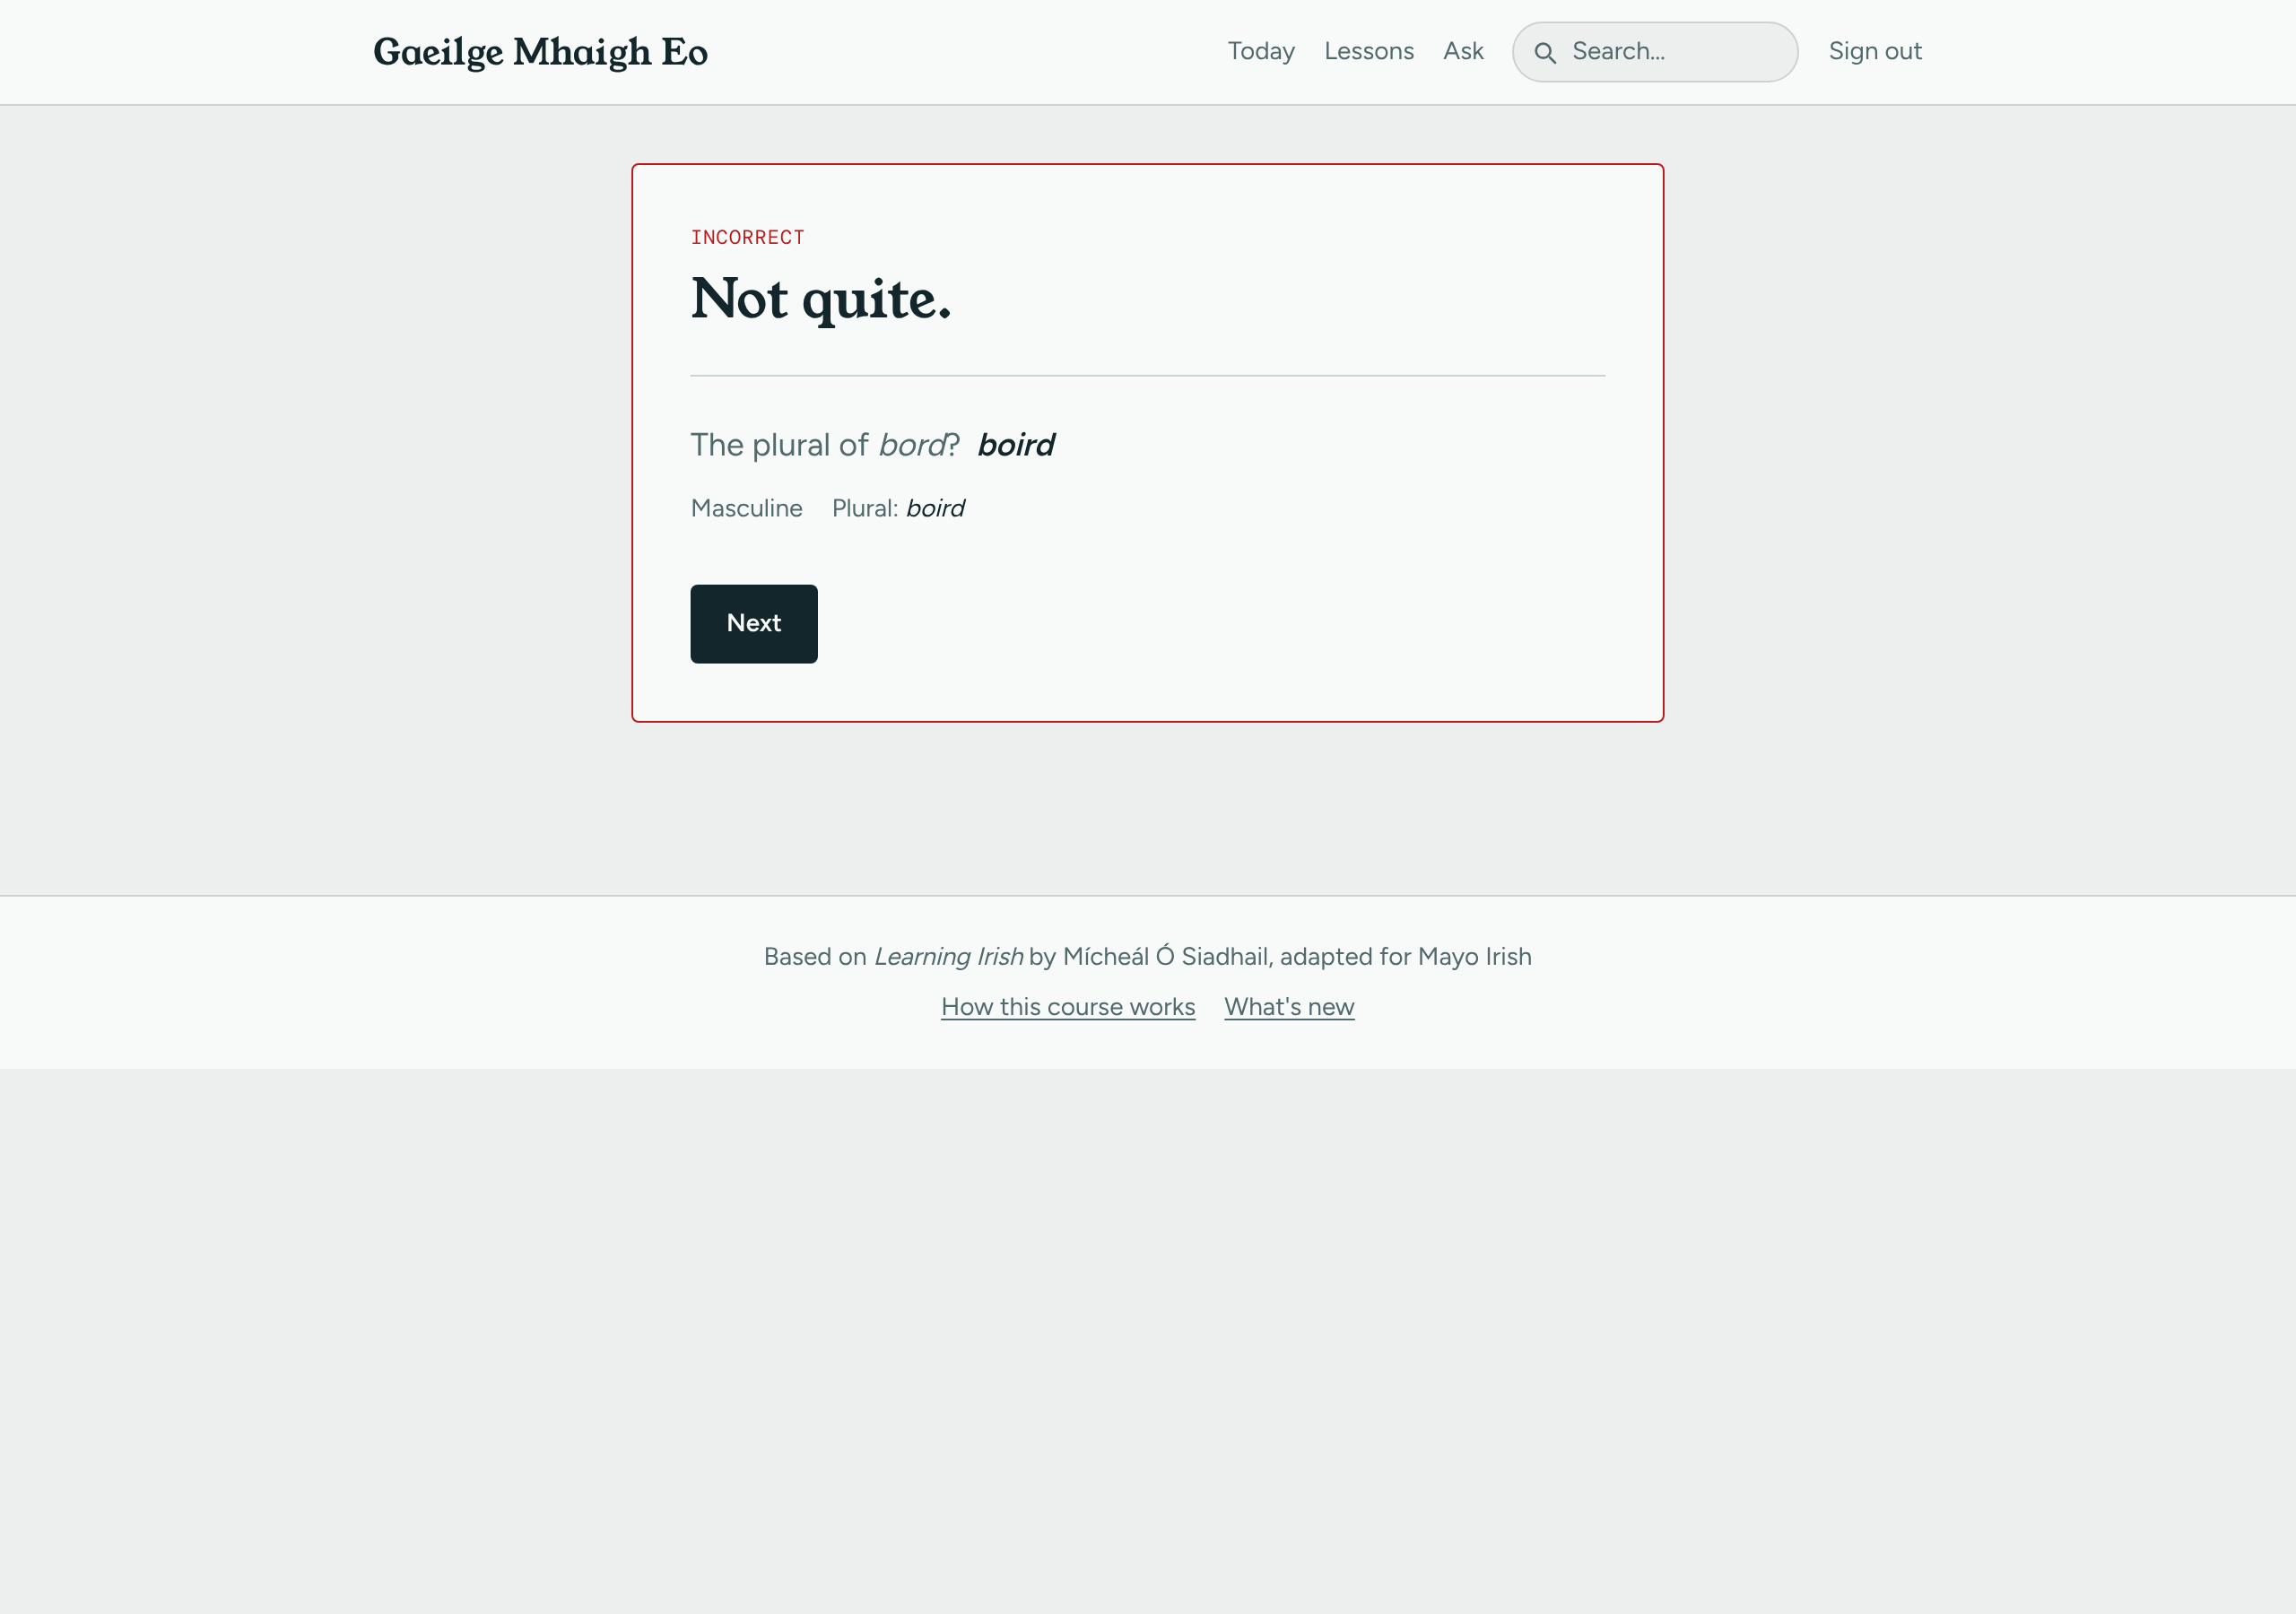 Gaeilge Mhaigh Eo
Today Lessons Ask Search... Sign out
INCORRECT
Not quite.
The plural of bord? boird
Masculine Plural: boird
Next
Based on Learning Irish by Mícheál Ó Siadhail, adapted for Mayo Irish
How this course works What's new